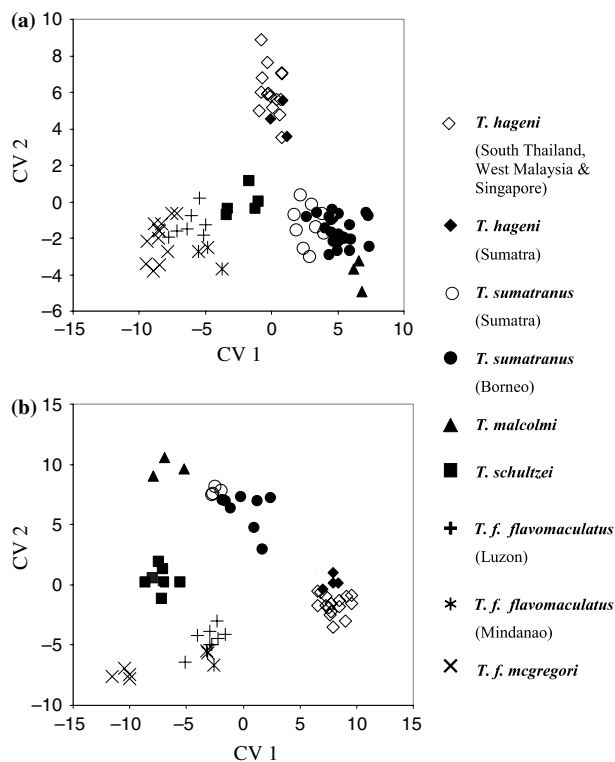 (a)
10
8
6
4
2
0
−2
−4
−6
CV 2
−15 −10 −5 0 5 10
CV 1
(b)
15
10
5
0
−5
−10
CV 2
−15 −10 −5 0 5 10 15
CV 1
T. hageni
(South Thailand,
West Malaysia &
Singapore)
T. hageni
(Sumatra)
T. sumatranus
(Sumatra)
T. sumatranus
(Borneo)
T. malcolmi
T. schultzei
T. f. flavomaculatus
(Luzon)
T. f. flavomaculatus
(Mindanao)
T. f. mcgregori